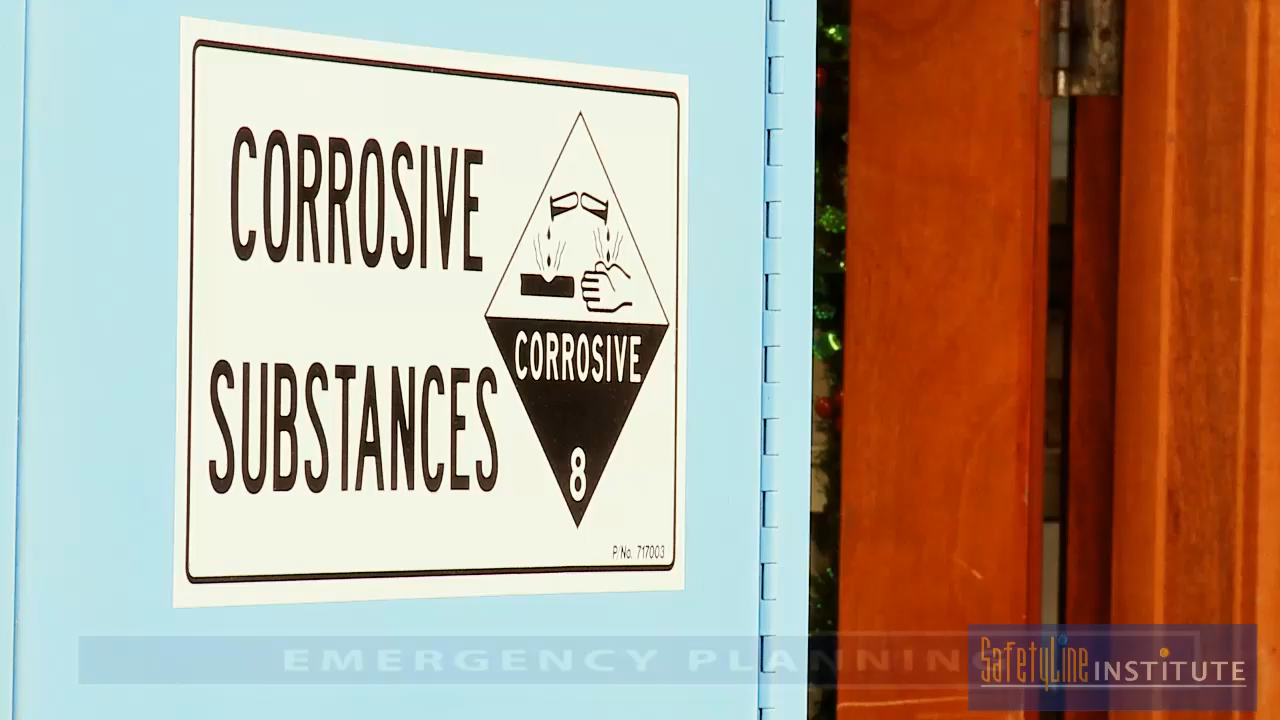 CORROSIVE
SUBSTANCES
CORROSIVE
8
P/No. 717003
EMERGENCY PLANNING
SafetyLine INSTITUTE